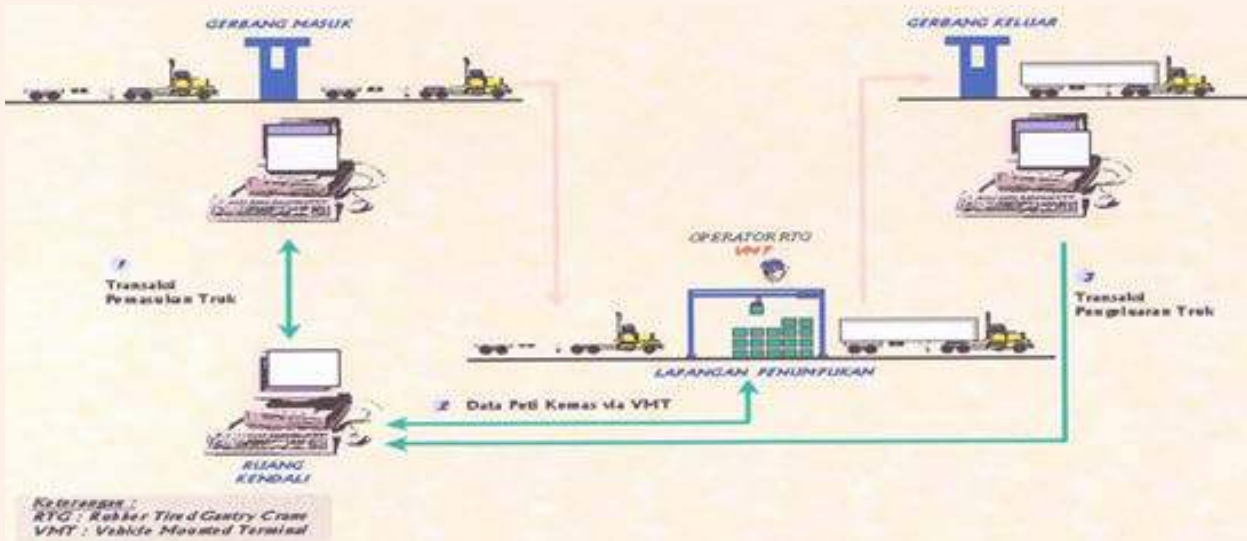 GERBANG MASUK
GERBANG KELUAR
OPERATOR RTG
VMT
1
Transaksi
Pemasukan Truk
3
Transaksi
Pengeluaran Truk
LAPANGAN PENUMPUKAN
2 Data Peti Kemas via VMT
RUANG
KENDALI
Keterangan :
RTG : Rubber Tired Gantry Crane
VMT : Vehicle Mounted Terminal